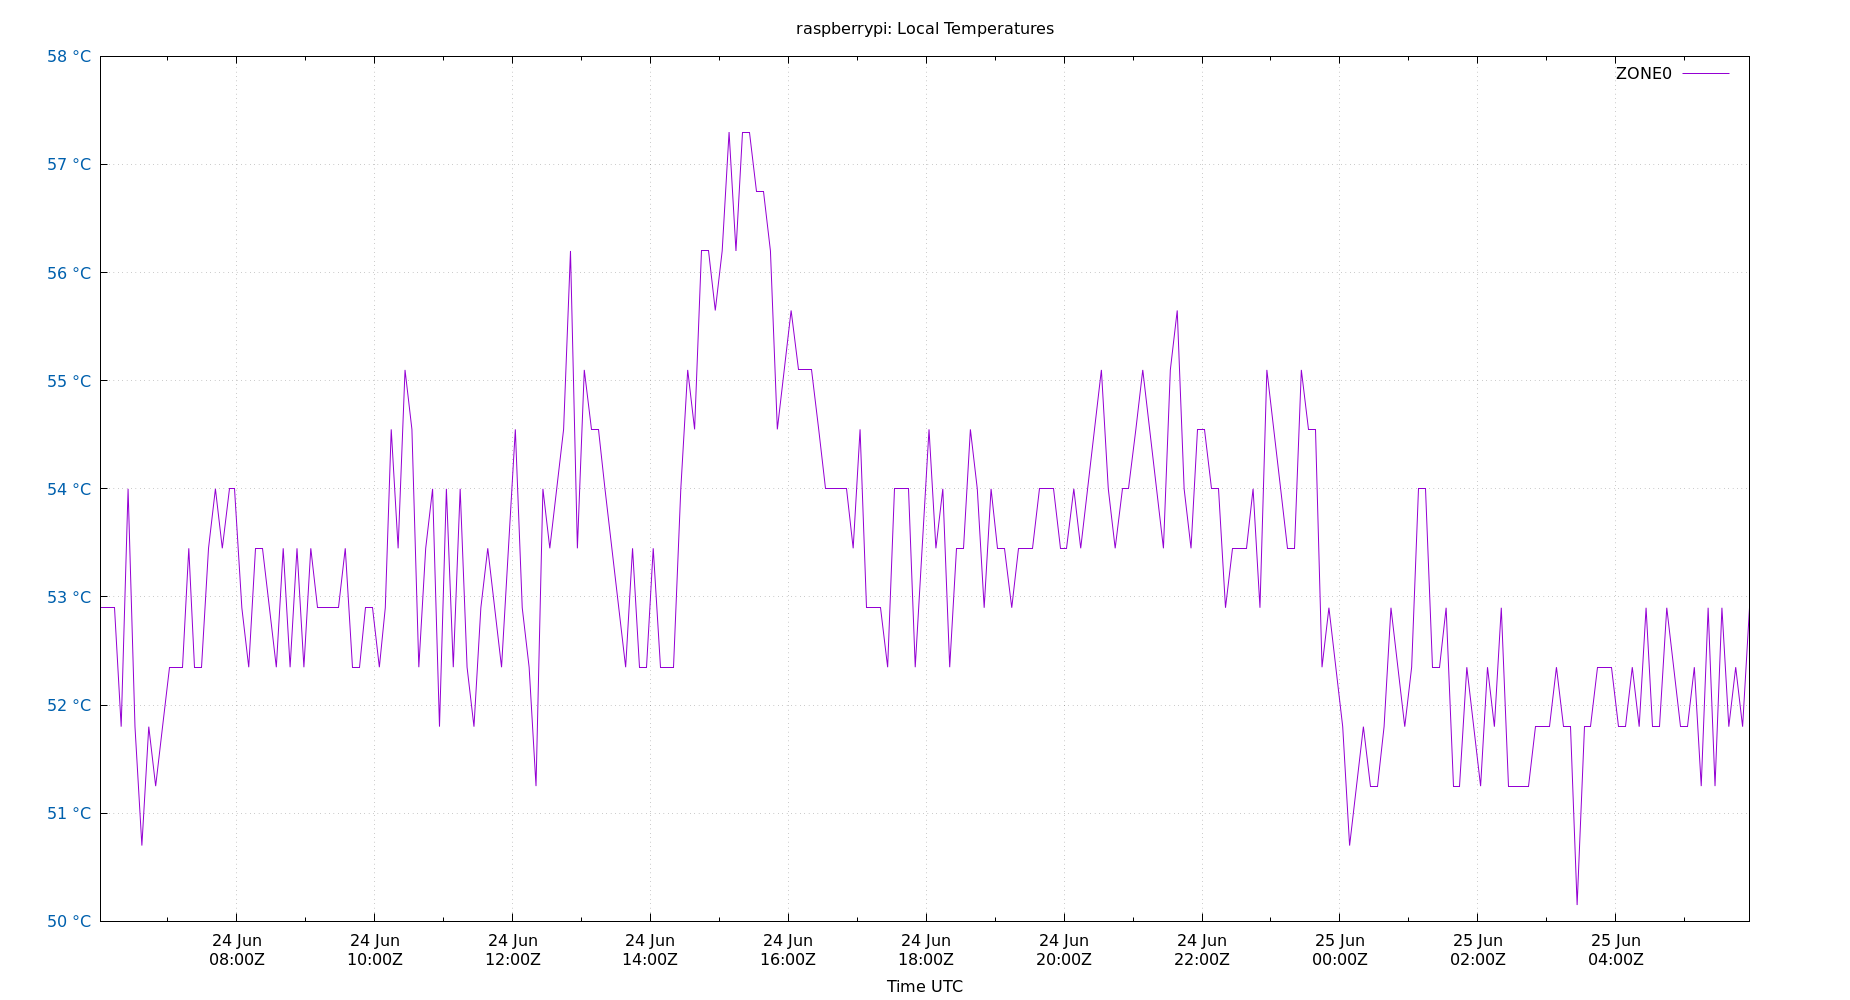 raspberrypi: Local Temperatures
58 °C
ZONE0
57 °C
56 °C
55 °C
54 °C
53 °C
52 °C
51 °C
50 °C
24 Jun 24 Jun 24 Jun 24 Jun 24 Jun 24 Jun 24 Jun 24 Jun 25 Jun 25 Jun 25 Jun
08:00Z 10:00Z 12:00Z 14:00Z 16:00Z 18:00Z 20:00Z 22:00Z 00:00Z 02:00Z 04:00Z
Time UTC